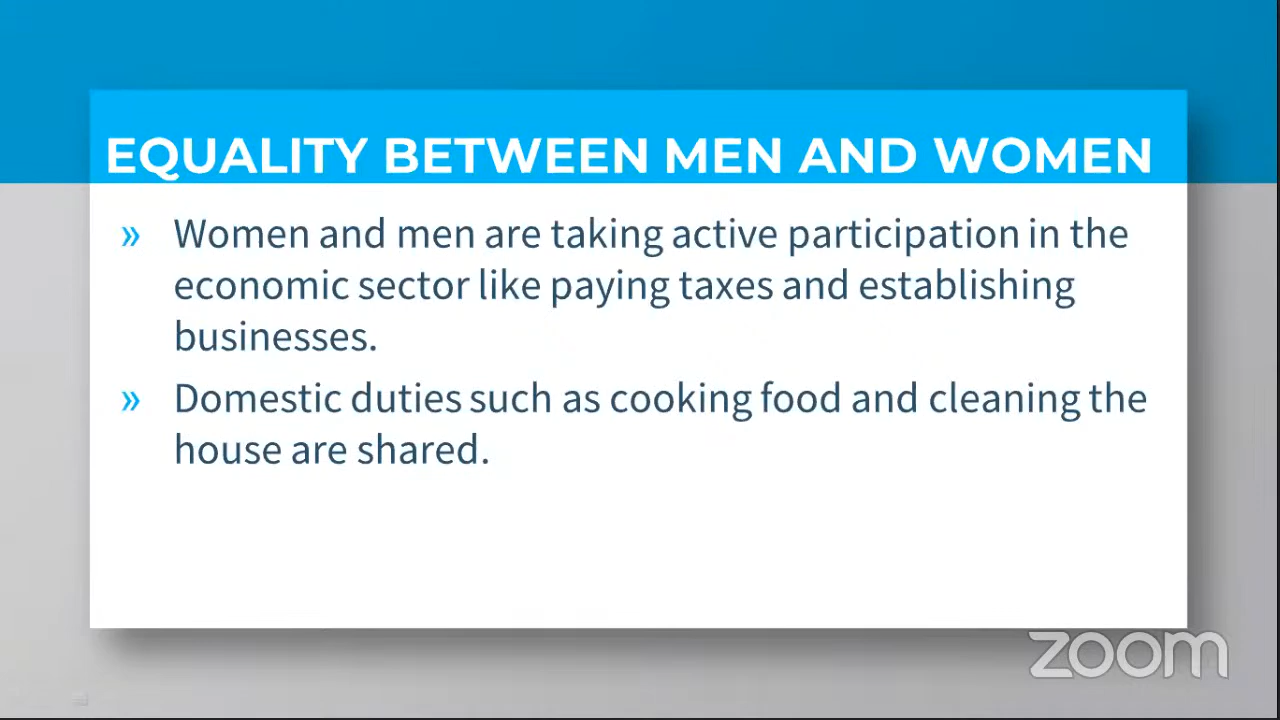 EQUALITY BETWEEN MEN AND WOMEN
» Women and men are taking active participation in the
economic sector like paying taxes and establishing
businesses.
» Domestic duties such as cooking food and cleaning the
house are shared.
zoom